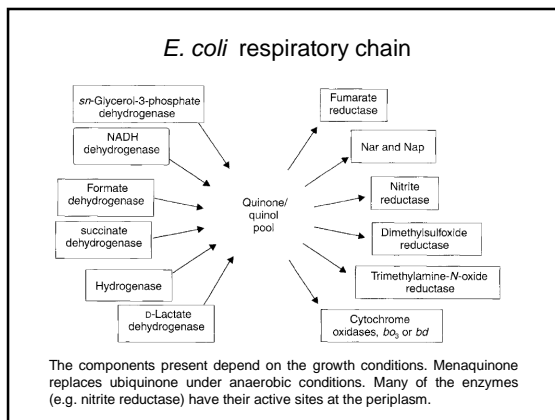 E. coli respiratory chain
sn-Glycerol-3-phosphate
dehydrogenase
NADH
dehydrogenase
Formate
dehydrogenase
succinate
dehydrogenase
Hydrogenase
D-Lactate
dehydrogenase
Quinone/
quinol
pool
Fumarate
reductase
Nar and Nap
Nitrite
reductase
Dimethylsulfoxide
reductase
Trimethylamine-N-oxide
reductase
Cytochrome
oxidases, bo3 or bd
The components present depend on the growth conditions. Menaquinone
replaces ubiquinone under anaerobic conditions. Many of the enzymes
(e.g. nitrite reductase) have their active sites at the periplasm.